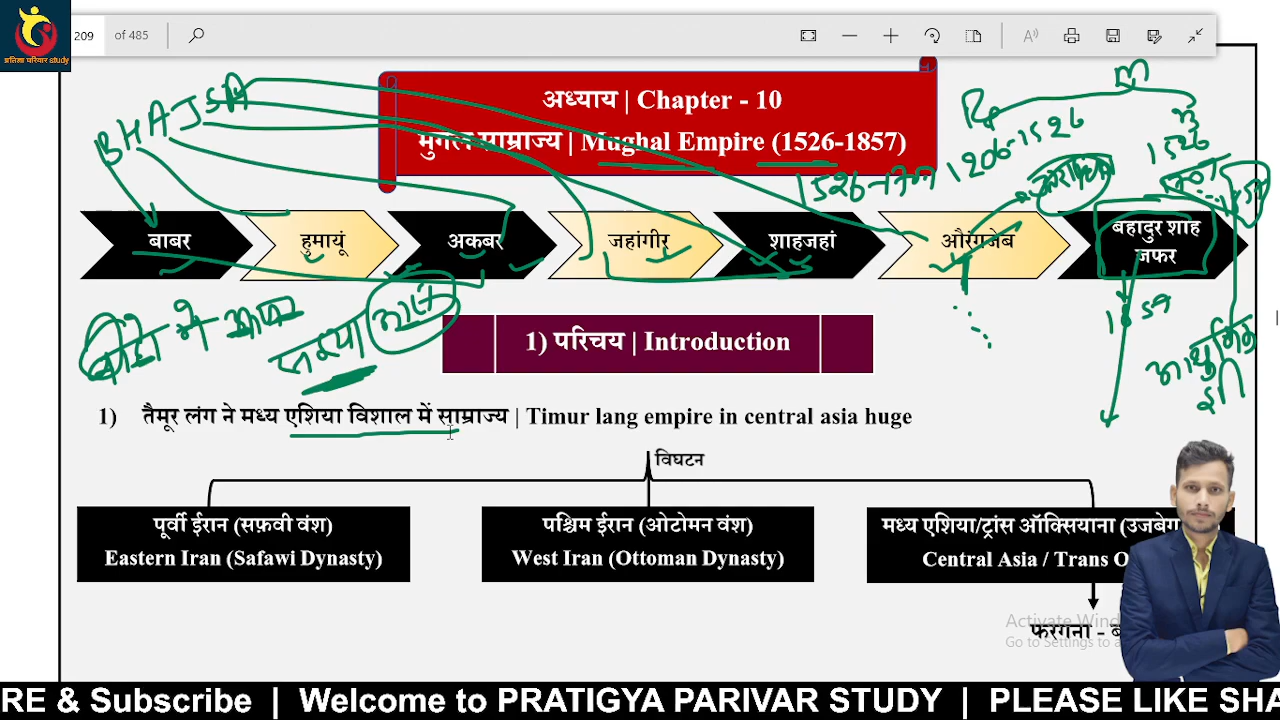 209 of 485
प्रतिज्ञा परिवार study
अध्याय | Chapter - 10
मुगल साम्राज्य | Mughal Empire (1526-1857)
BHAJSA
1206-1526
1526
1526-1707
1707
बाबर
हुमायूं
अकबर
जहांगीर
शाहजहां
औरंगजेब
बहादुर शाह
जफर
1857
1) परिचय | Introduction
1) तैमूर लंग ने मध्य एशिया विशाल में साम्राज्य | Timur lang empire in central asia huge
विघटन
पूर्वी ईरान (सफ़वी वंश)
Eastern Iran (Safawi Dynasty)
पश्चिम ईरान (ओटोमन वंश)
West Iran (Ottoman Dynasty)
मध्य एशिया/ट्रांस ऑक्सियाना (उजबेग
Central Asia / Trans O
फरगना - ब
Activate Wind
Go to Settings to a
RE & Subscribe | Welcome to PRATIGYA PARIVAR STUDY | PLEASE LIKE SHA